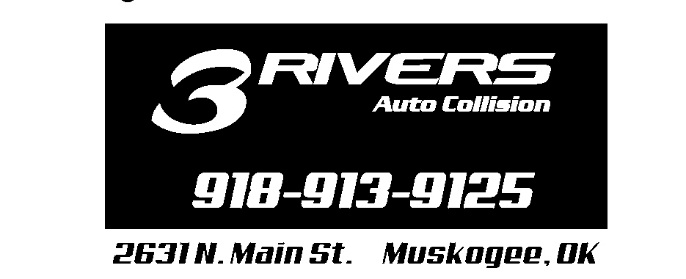 3 RIVERS
Auto Collision
918-913-9125
2631 N. Main St. Muskogee, OK